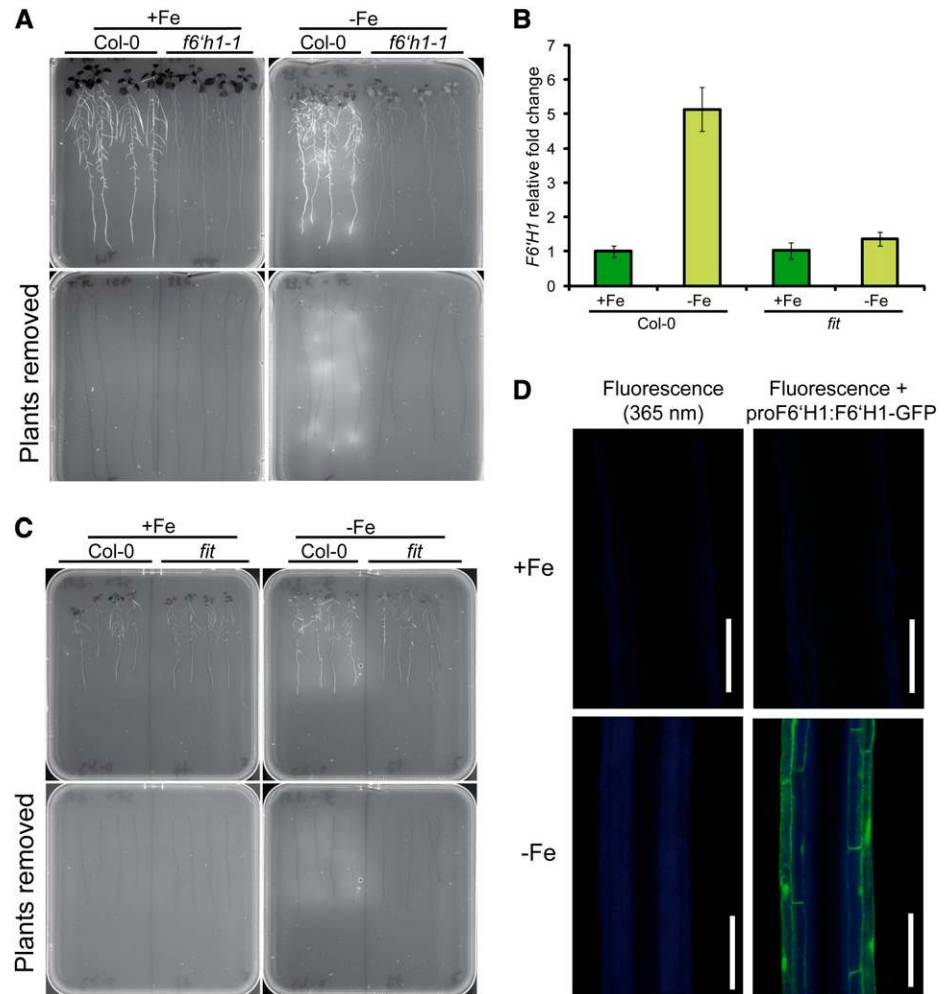 A
+Fe
-Fe
Col-0
f6'h1-1
Col-0
f6'h1-1
Plants removed
B
F6'H1 relative fold change
7
6
5
4
3
2
1
0
+Fe
-Fe
+Fe
-Fe
Col-0
fit
C
+Fe
-Fe
Col-0
fit
Col-0
fit
Plants removed
D
Fluorescence
(365 nm)
Fluorescence +
proF6'H1:F6'H1-GFP
+Fe
-Fe